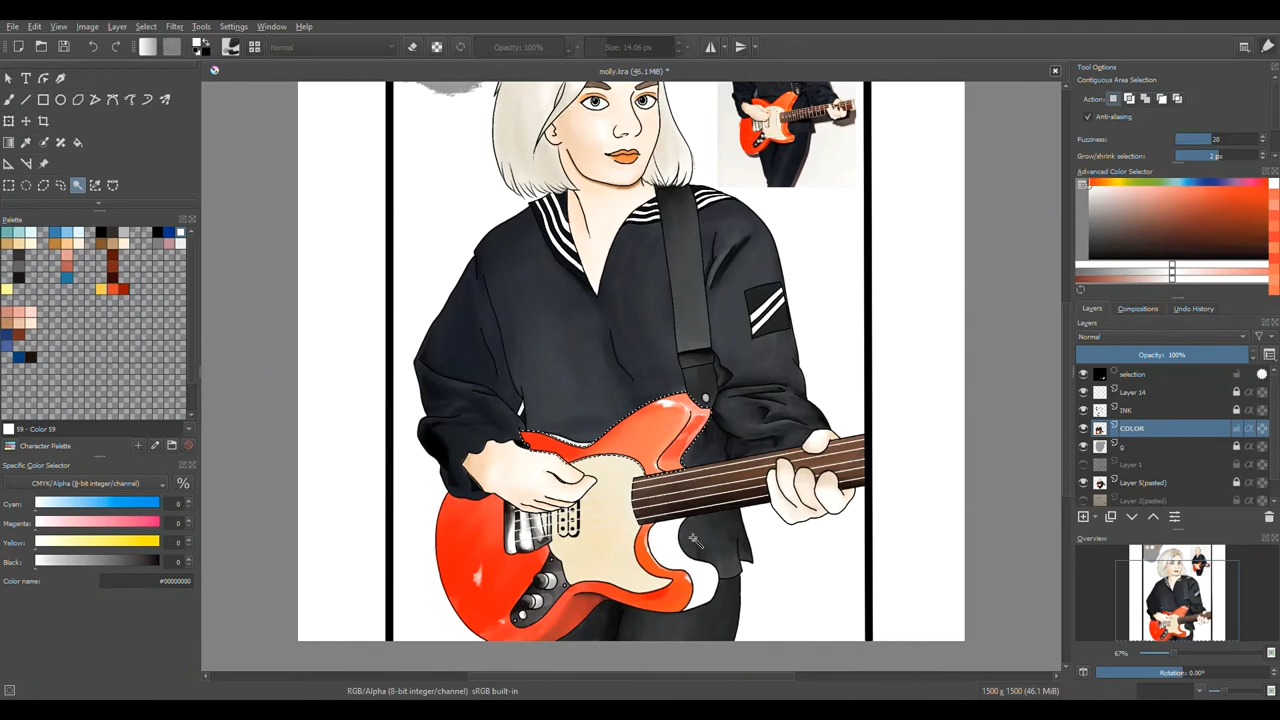 File Edit View Image Layer Select Filter Tools Settings Window Help
Normal Opacity: 100% Size: 14.06 px
molly.kra (46.1 MiB) *
Tool Options
Contiguous Area Selection
Action:
Anti-aliasing
Fuzziness: 20
Grow/shrink selection: 2 px
Advanced Color Selector
Palette
Layers Compositions Undo History
Layers
Normal
Opacity: 100%
selection
Layer 14
INK
COLOR
g
Layer 1
Layer 5(pasted)
Layer 2(pasted)
59 - Color 59
Character Palette
Specific Color Selector
CMYK/Alpha (8-bit integer/channel) %
Cyan: 0
Magenta: 0
Yellow: 0
Black: 0
Color name: #00000000
Overview
67%
Rotation: 0.00°
RGB/Alpha (8-bit integer/channel) sRGB built-in
1500 x 1500 (46.1 MiB)